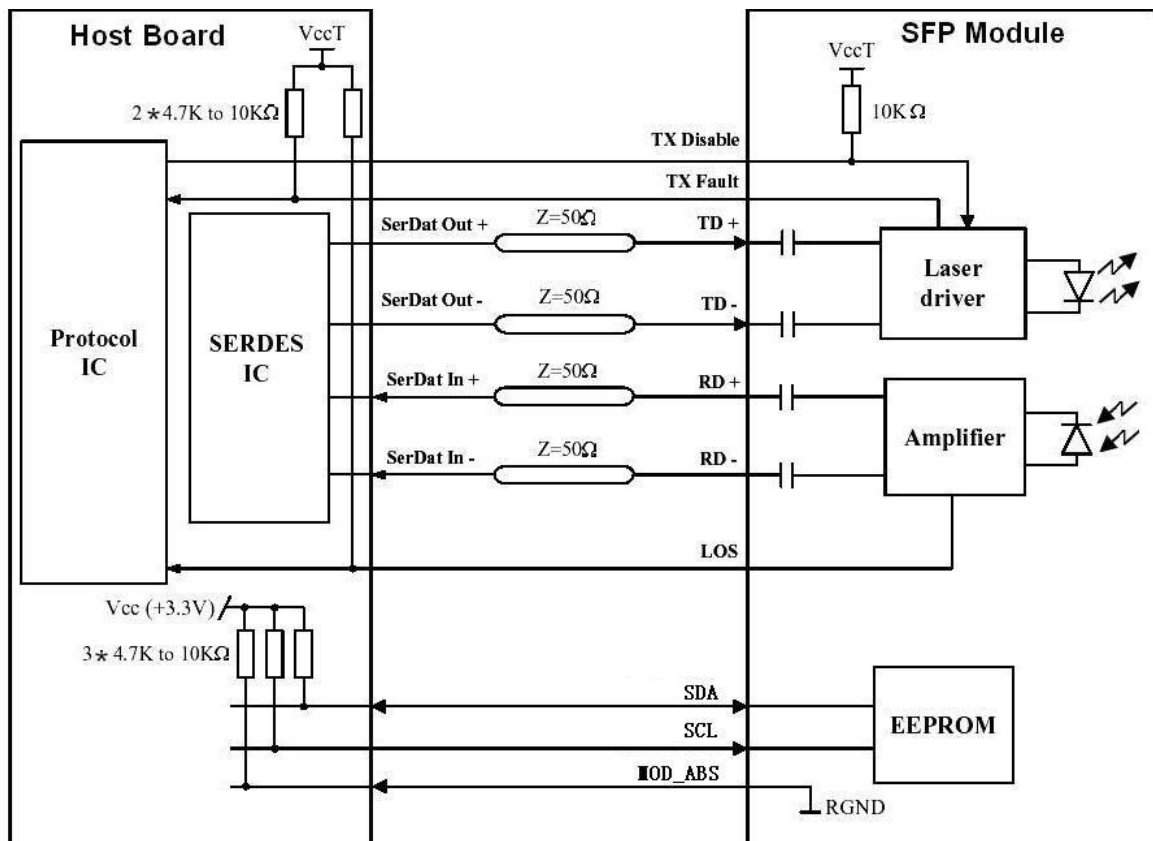 Host Board
SFP Module
VccT
VccT
2*4.7K to 10KΩ
10KΩ
TX Disable
TX Fault
SerDat Out +
Z=50Ω
TD +
Laser
driver
SerDat Out -
Z=50Ω
TD -
Protocol
IC
SERDES
IC
SerDat In +
Z=50Ω
RD +
Amplifier
SerDat In -
Z=50Ω
RD -
LOS
Vcc (+3.3V)
3*4.7K to 10KΩ
SDA
SCL
EEPROM
MOD_ABS
RGND